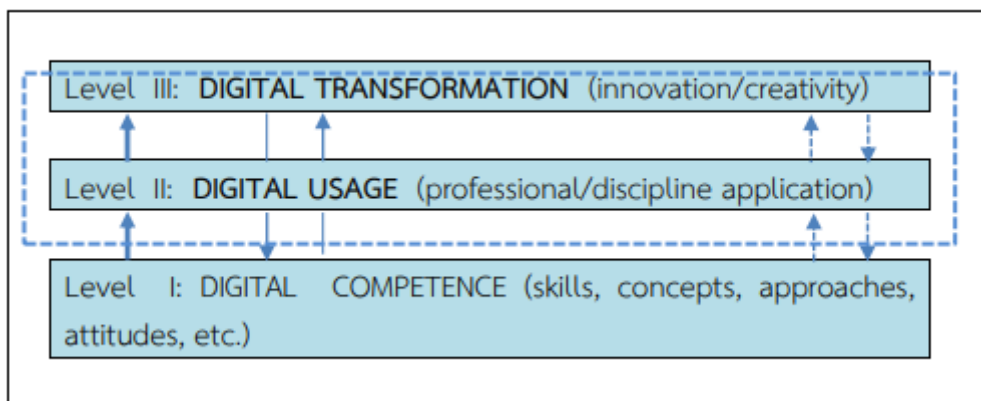 Level III: DIGITAL TRANSFORMATION (innovation/creativity)
Level II: DIGITAL USAGE (professional/discipline application)
Level I: DIGITAL COMPETENCE (skills, concepts, approaches,
attitudes, etc.)